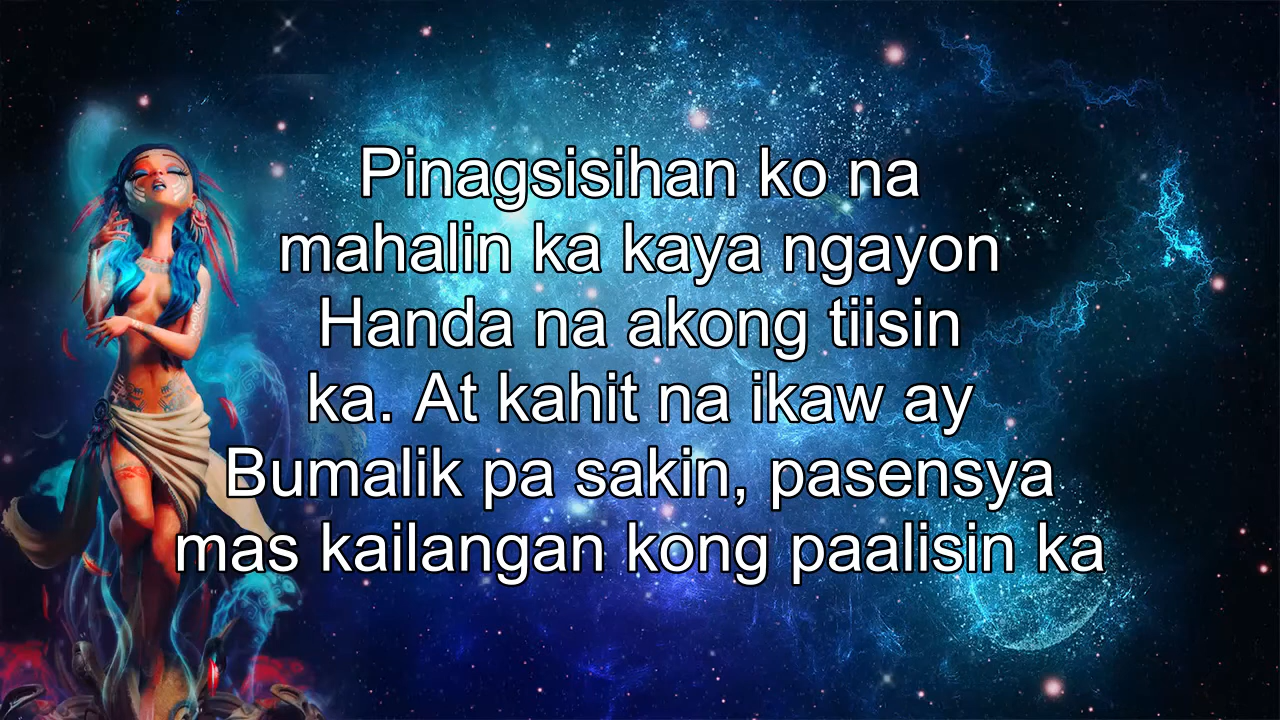 Pinagsisihan ko na
mahalin ka kaya ngayon
Handa na akong tiisin
ka. At kahit na ikaw ay
Bumalik pa sakin, pasensya
mas kailangan kong paalisin ka